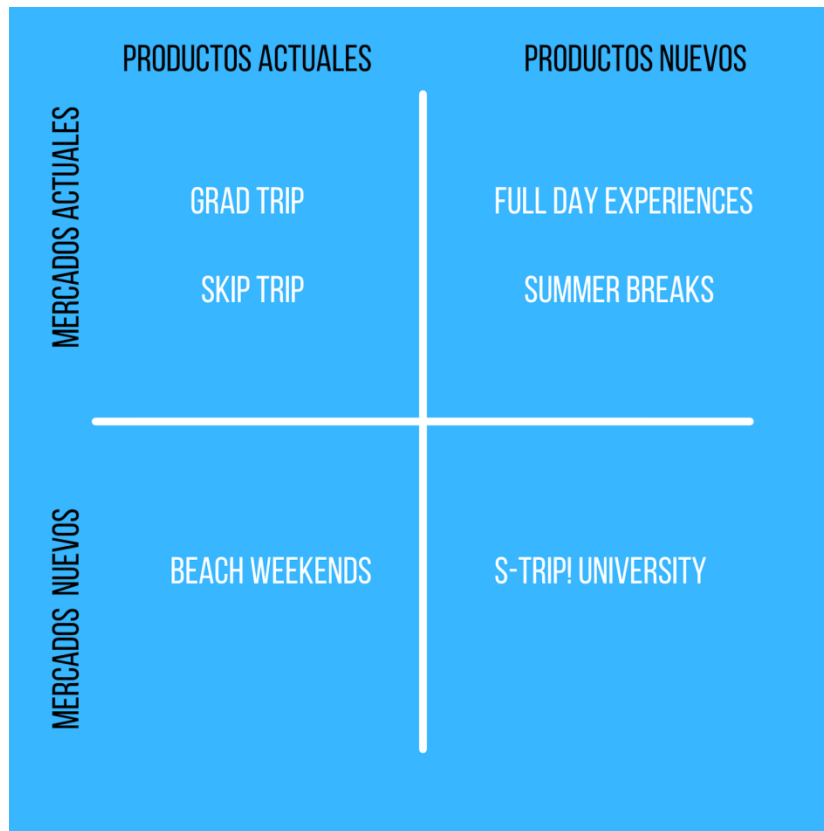 PRODUCTOS ACTUALES
PRODUCTOS NUEVOS
MERCADOS ACTUALES
GRAD TRIP
FULL DAY EXPERIENCES
SKIP TRIP
SUMMER BREAKS
MERCADOS NUEVOS
BEACH WEEKENDS
S-TRIP! UNIVERSITY